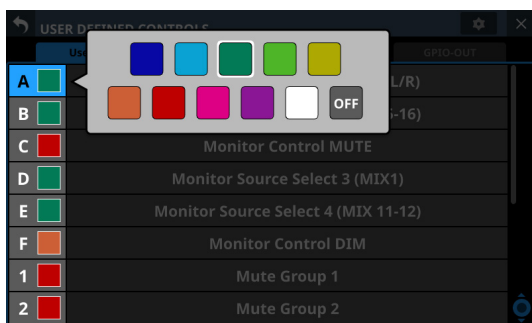 USER DEFINED CONTROLS
Use
GPIO-OUT
A
L/R)
B
-16)
OFF
C Monitor Control MUTE
D Monitor Source Select 3 (MIX1)
E Monitor Source Select 4 (MIX 11-12)
F Monitor Control DIM
1 Mute Group 1
2 Mute Group 2